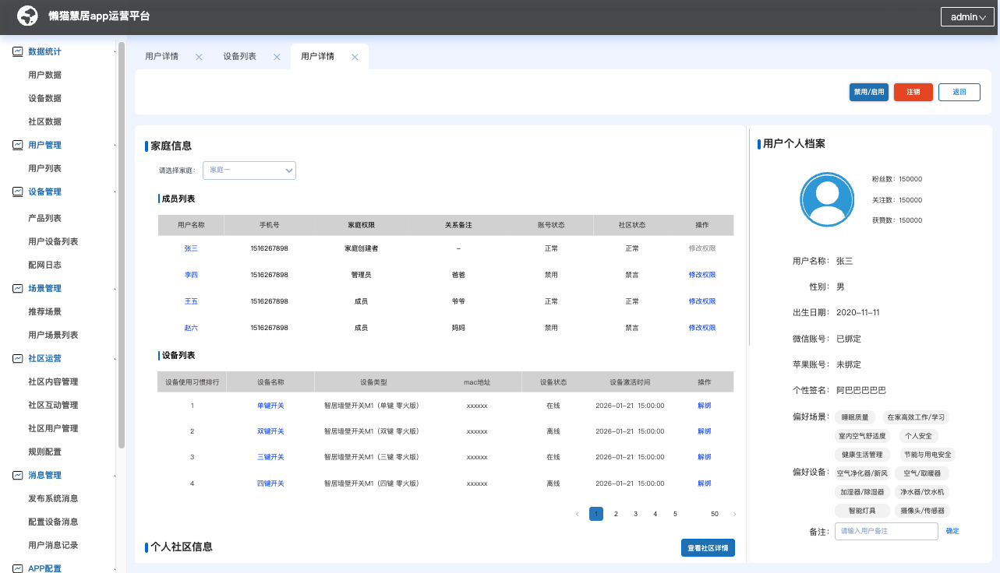 懒猫慧居app运营平台
admin
数据统计
用户数据
设备数据
社区数据
用户管理
用户列表
设备管理
产品列表
用户设备列表
配网日志
场景管理
推荐场景
用户场景列表
社区运营
社区内容管理
社区互动管理
社区用户管理
规则配置
消息管理
发布系统消息
配置设备消息
用户消息记录
APP配置
用户详情 设备列表 用户详情
禁用/启用 注销 返回
家庭信息
请选择家庭： 家庭一
成员列表
用户名称 手机号 家庭权限 关系备注 账号状态 社区状态 操作
张三 1516267898 家庭创建者 – 正常 正常 修改权限
李四 1516267898 管理员 爸爸 禁用 禁言 修改权限
王五 1516267898 成员 爷爷 正常 正常 修改权限
赵六 1516267898 成员 妈妈 禁用 禁言 修改权限
设备列表
设备使用习惯排行 设备名称 设备类型 mac地址 设备状态 设备激活时间 操作
1 单键开关 智居墙壁开关M1（单键 零火版） xxxxxx 在线 2026-01-21 15:00:00 解绑
2 双键开关 智居墙壁开关M1（双键 零火版） xxxxxx 离线 2026-01-21 15:00:00 解绑
3 三键开关 智居墙壁开关M1（三键 零火版） xxxxxx 在线 2026-01-21 15:00:00 解绑
4 四键开关 智居墙壁开关M1（四键 零火版） xxxxxx 离线 2026-01-21 15:00:00 解绑
1 2 3 4 5 50
个人社区信息
查看社区详情
用户个人档案
粉丝数：150000
关注数：150000
获赞数：150000
用户名称： 张三
性别： 男
出生日期： 2020-11-11
微信账号： 已绑定
苹果账号： 未绑定
个性签名： 阿巴巴巴巴巴
偏好场景： 睡眠质量 在家高效工作/学习
室内空气舒适度 个人安全
健康生活管理 节能与用电安全
偏好设备： 空气净化器/新风 空气/取暖器
加湿器/除湿器 净水器/饮水机
智能灯具 摄像头/传感器
备注： 请输入用户备注 确定